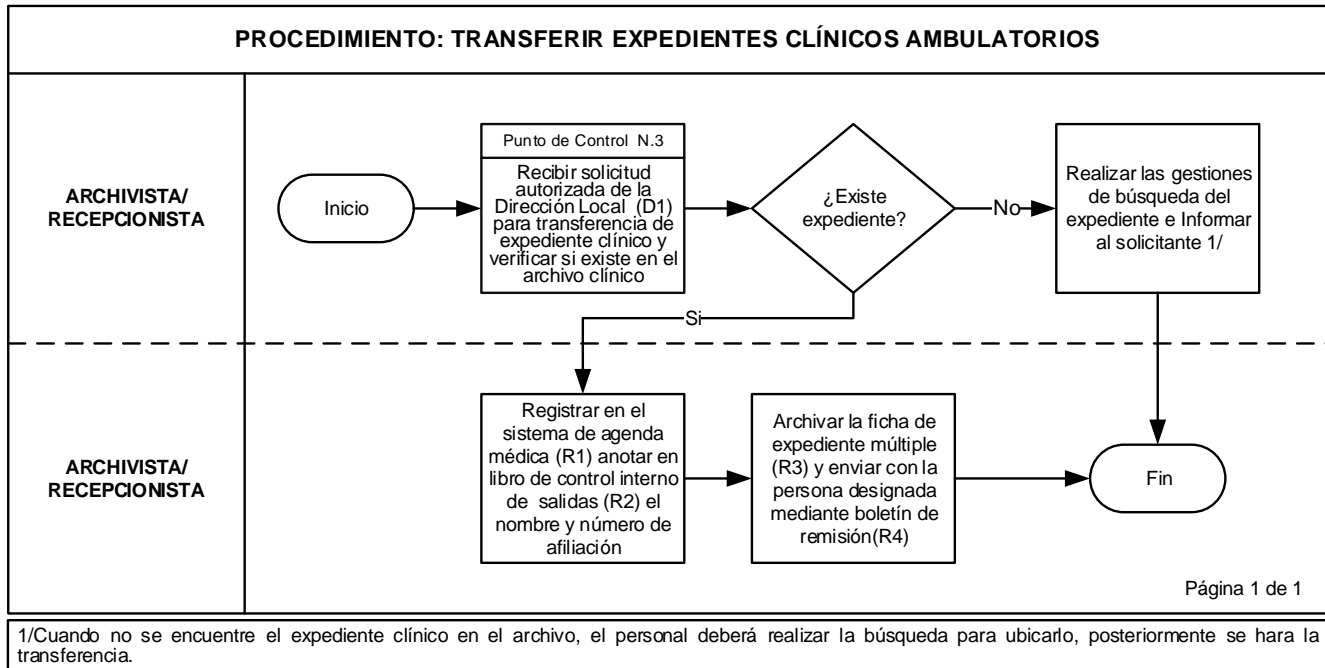 PROCEDIMIENTO: TRANSFERIR EXPEDIENTES CLÍNICOS AMBULATORIOS
ARCHIVISTA/
RECEPCIONISTA
Inicio
Punto de Control N.3
Recibir solicitud
autorizada de la
Dirección Local (D1)
para transferencia de
expediente clínico y
verificar si existe en el
archivo clínico
¿Existe
expediente?
No
Realizar las gestiones
de búsqueda del
expediente e Informar
al solicitante 1/
Si
ARCHIVISTA/
RECEPCIONISTA
Registrar en el
sistema de agenda
médica (R1) anotar en
libro de control interno
de salidas (R2) el
nombre y número de
afiliación
Archivar la ficha de
expediente múltiple
(R3) y enviar con la
persona designada
mediante boletín de
remisión(R4)
Fin
Página 1 de 1
1/Cuando no se encuentre el expediente clínico en el archivo, el personal deberá realizar la búsqueda para ubicarlo, posteriormente se hara la
transferencia.